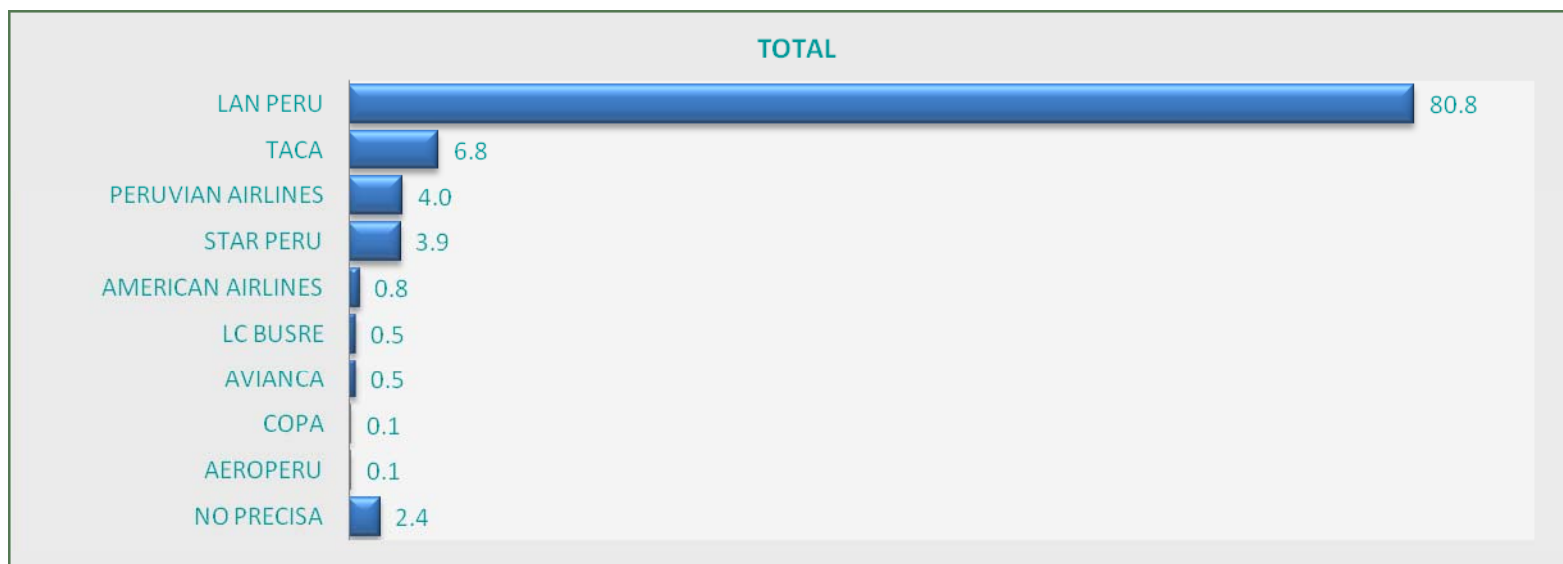 TOTAL
LAN PERU 80.8
TACA 6.8
PERUVIAN AIRLINES 4.0
STAR PERU 3.9
AMERICAN AIRLINES 0.8
LC BUSRE 0.5
AVIANCA 0.5
COPA 0.1
AEROPERU 0.1
NO PRECISA 2.4